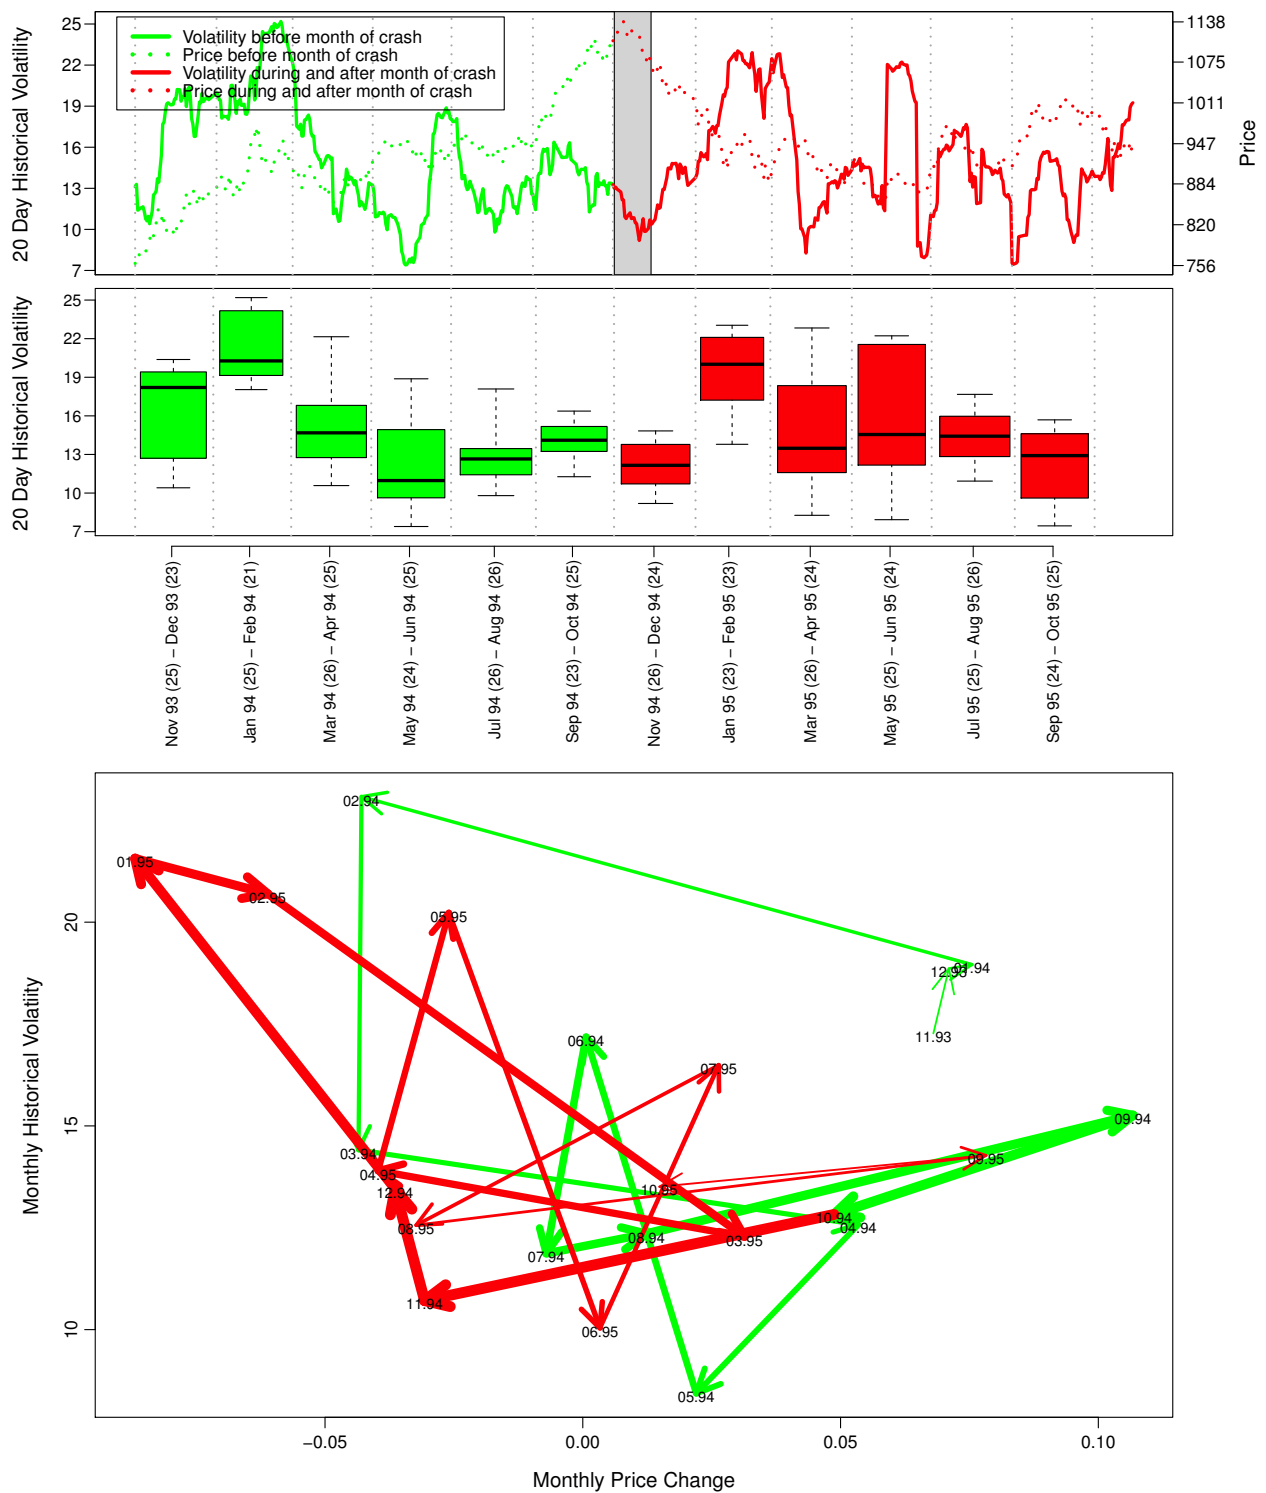 20 Day Historical Volatility
25
22
19
16
13
10
7
Volatility before month of crash
Price before month of crash
Volatility during and after month of crash
Price during and after month of crash
1138
1075
1011
947
884
820
756
Price
20 Day Historical Volatility
25
22
19
16
13
10
7
Nov 93 (25) − Dec 93 (23)
Jan 94 (25) − Feb 94 (21)
Mar 94 (26) − Apr 94 (25)
May 94 (24) − Jun 94 (25)
Jul 94 (26) − Aug 94 (26)
Sep 94 (23) − Oct 94 (25)
Nov 94 (26) − Dec 94 (24)
Jan 95 (23) − Feb 95 (23)
Mar 95 (26) − Apr 95 (24)
May 95 (25) − Jun 95 (24)
Jul 95 (25) − Aug 95 (26)
Sep 95 (24) − Oct 95 (25)
Monthly Historical Volatility
20
15
10
02.94
01.95
02.95
05.95
12.93
01.94
11.93
06.94
07.95
09.94
03.94
04.95
09.95
12.94
10.95
08.95
10.94
04.94
08.94
03.95
07.94
11.94
06.95
05.94
−0.05
0.00
0.05
0.10
Monthly Price Change